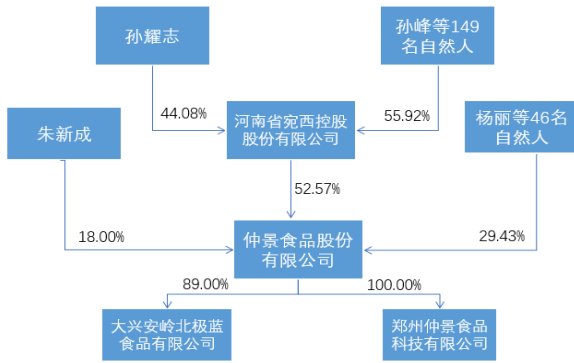 孙耀志
孙峰等149
名自然人
44.08%
河南省宛西控股
股份有限公司
55.92%
朱新成
杨丽等46名
自然人
52.57%
18.00%
仲景食品股份
有限公司
29.43%
89.00%
100.00%
大兴安岭北极蓝
食品有限公司
郑州仲景食品
科技有限公司